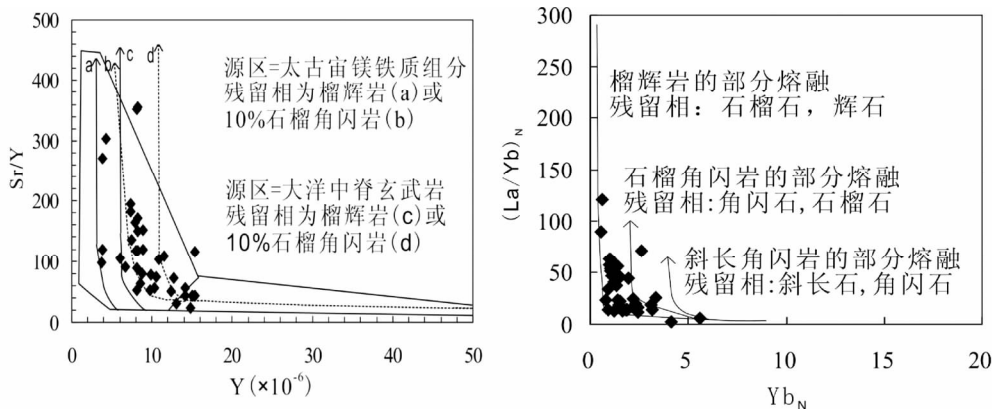 500
400
300
200
100
0
Sr/Y
a
b
c
d
源区=太古宙镁铁质组分
残留相为榴辉岩(a)或
10%石榴角闪岩(b)
源区=大洋中脊玄武岩
残留相为榴辉岩(c)或
10%石榴角闪岩(d)
0
10
20
30
40
50
Y(×10⁻⁶)
300
250
200
150
100
50
0
(La/Yb)N
榴辉岩的部分熔融
残留相：石榴石，辉石
石榴角闪岩的部分熔融
残留相:角闪石,石榴石
斜长角闪岩的部分熔融
残留相:斜长石,角闪石
0
5
10
15
20
YbN